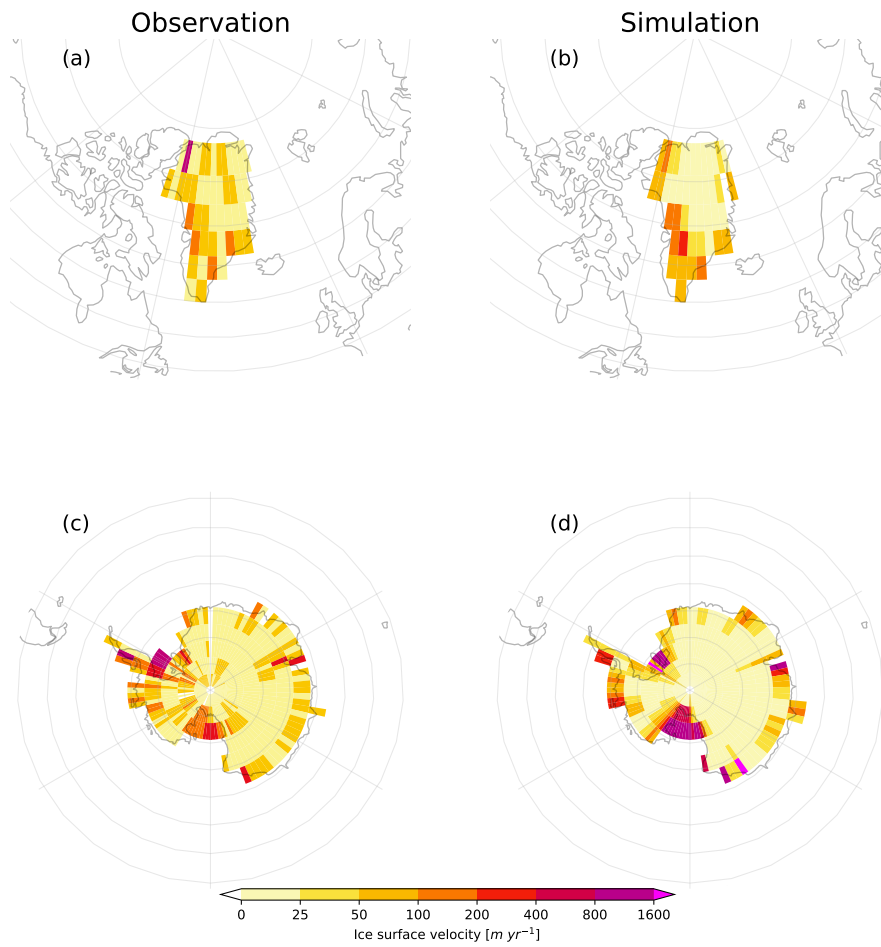 Observation Simulation
(a) (b)
(c) (d)
0 25 50 100 200 400 800 1600
Ice surface velocity [m yr⁻¹]